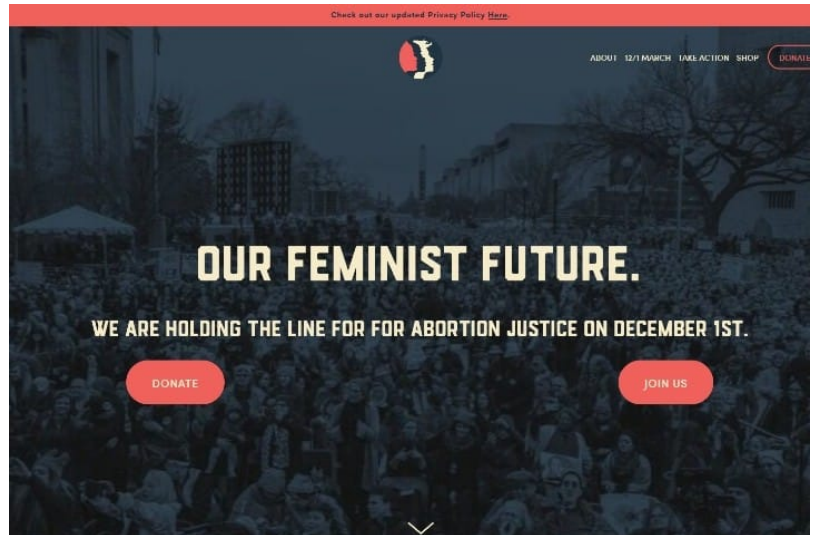 Check out our updated Privacy Policy Here.
ABOUT 12/1 MARCH TAKE ACTION SHOP DONATE
OUR FEMINIST FUTURE.
WE ARE HOLDING THE LINE FOR FOR ABORTION JUSTICE ON DECEMBER 1ST.
DONATE JOIN US